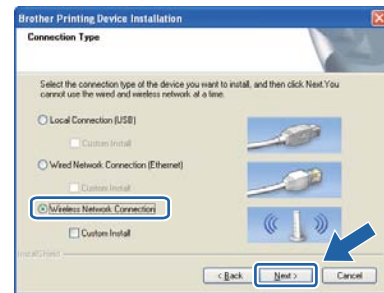 Brother Printing Device Installation
Connection Type
Select the connection type of the device you want to install, and then click Next. You
cannot use the wired and wireless network at a time.
Local Connection (USB)
Custom Install
Wired Network Connection (Ethernet)
Custom Install
Wireless Network Connection
Custom Install
InstallShield
< Back
Next >
Cancel